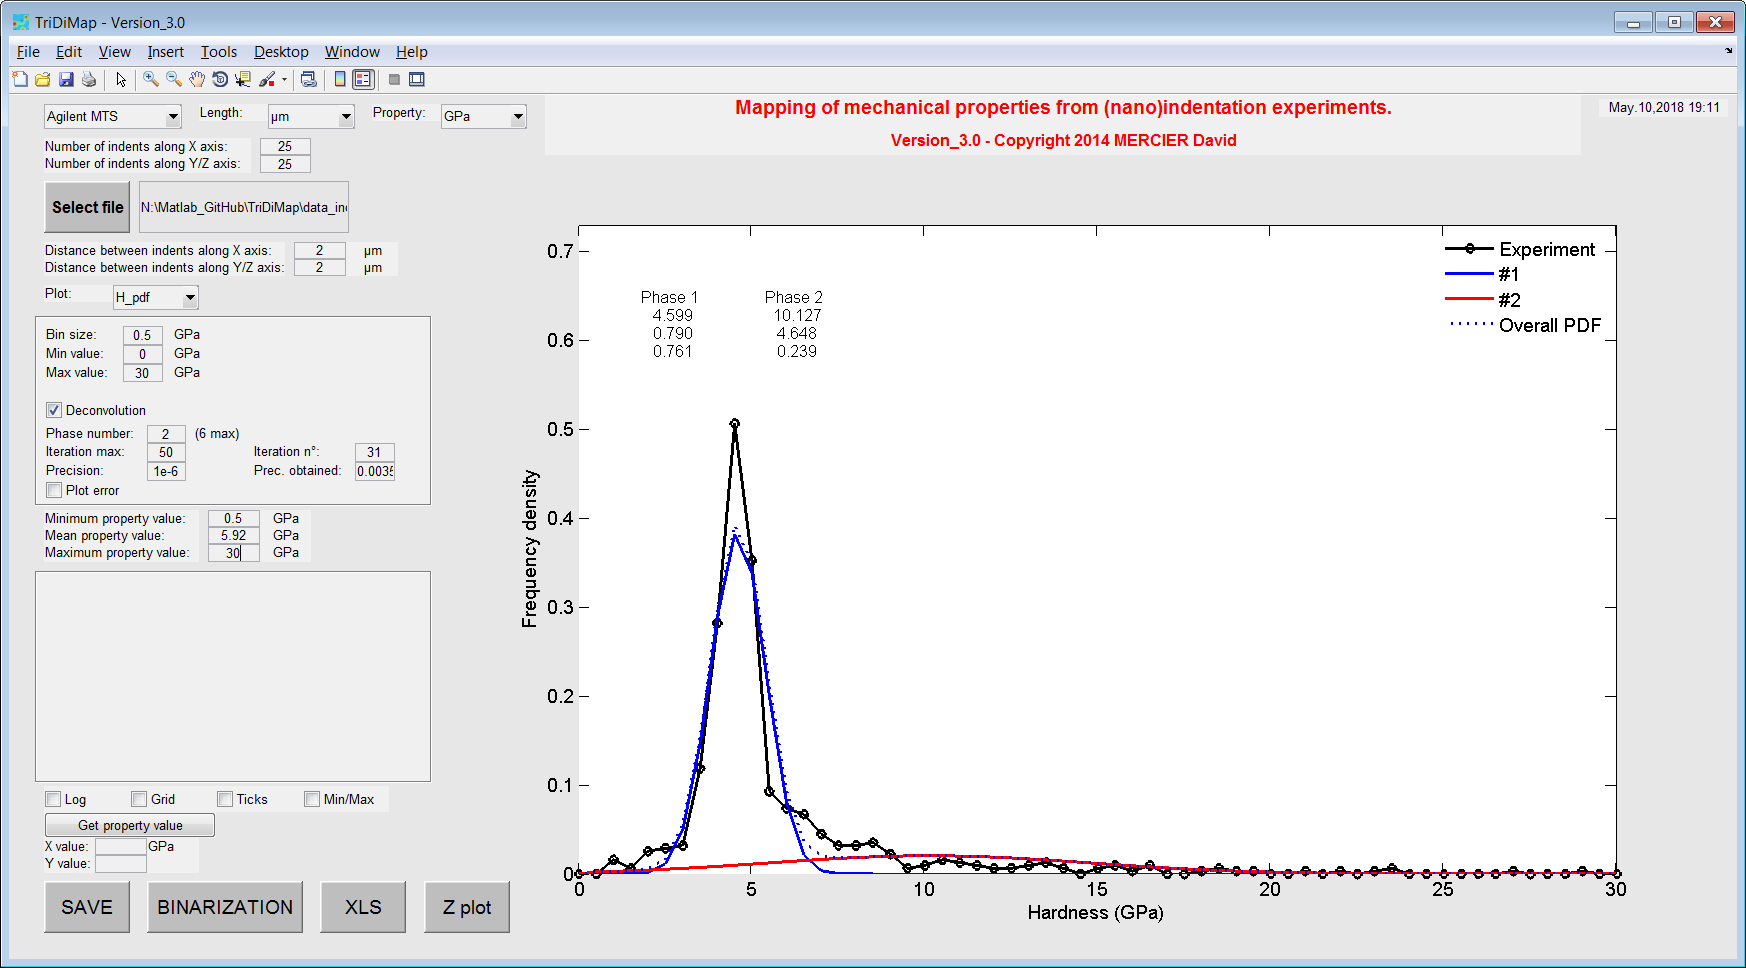 TriDiMap - Version_3.0
File Edit View Insert Tools Desktop Window Help
Mapping of mechanical properties from (nano)indentation experiments.
Version_3.0 - Copyright 2014 MERCIER David
May.10,2018 19:11
Agilent MTS Length: µm Property: GPa
Number of indents along X axis: 25
Number of indents along Y/Z axis: 25
Select file N:\Matlab_GitHub\TriDiMap\data_in
Distance between indents along X axis: 2 µm
Distance between indents along Y/Z axis: 2 µm
Plot: H_pdf
Bin size: 0.5 GPa
Min value: 0 GPa
Max value: 30 GPa
Deconvolution
Phase number: 2 (6 max)
Iteration max: 50 Iteration n°: 31
Precision: 1e-6 Prec. obtained: 0.0035
Plot error
Minimum property value: 0.5 GPa
Mean property value: 5.92 GPa
Maximum property value: 30 GPa
Log Grid Ticks Min/Max
Get property value
X value: GPa
Y value:
SAVE BINARIZATION XLS Z plot
Experiment
#1
#2
Overall PDF
Phase 1 Phase 2
4.599 10.127
0.790 4.648
0.761 0.239
Frequency density
0.7
0.6
0.5
0.4
0.3
0.2
0.1
0
0 5 10 15 20 25 30
Hardness (GPa)